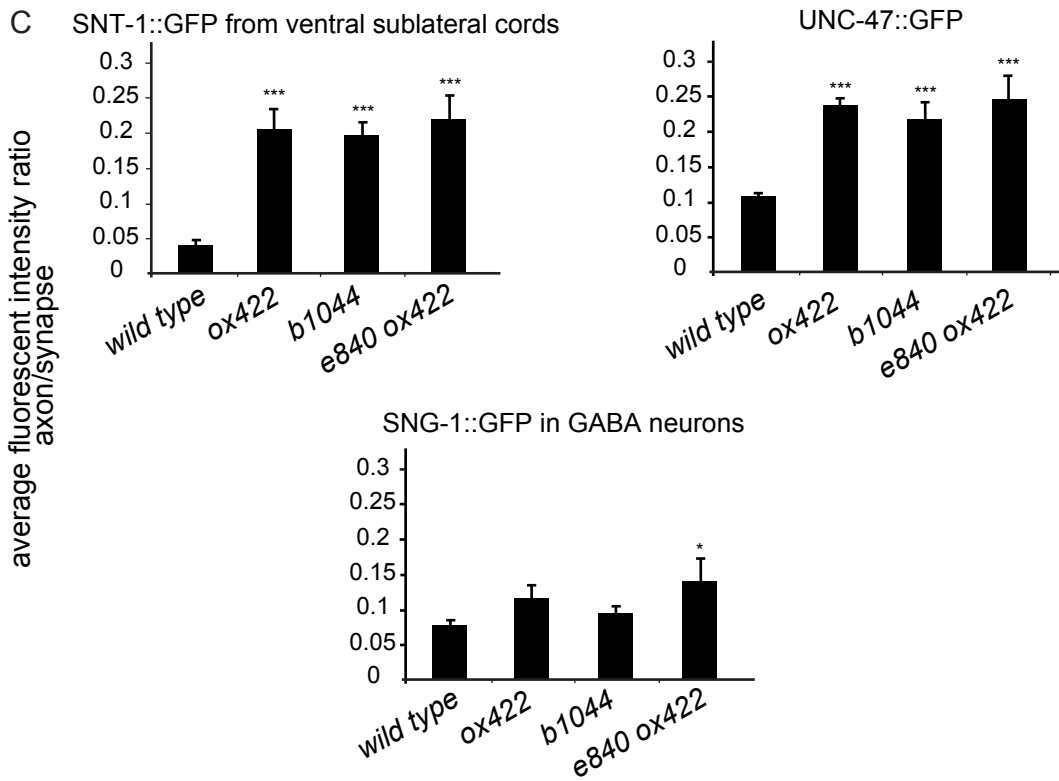 C
SNT-1::GFP from ventral sublateral cords
UNC-47::GFP
average fluorescent intensity ratio
axon/synapse
0.3
0.25
0.2
0.15
0.1
0.05
0
***
***
***
wild type
ox422
b1044
e840 ox422
0.3
0.25
0.2
0.15
0.1
0.05
0
***
***
***
wild type
ox422
b1044
e840 ox422
SNG-1::GFP in GABA neurons
0.3
0.25
0.2
0.15
0.1
0.05
0
*
wild type
ox422
b1044
e840 ox422